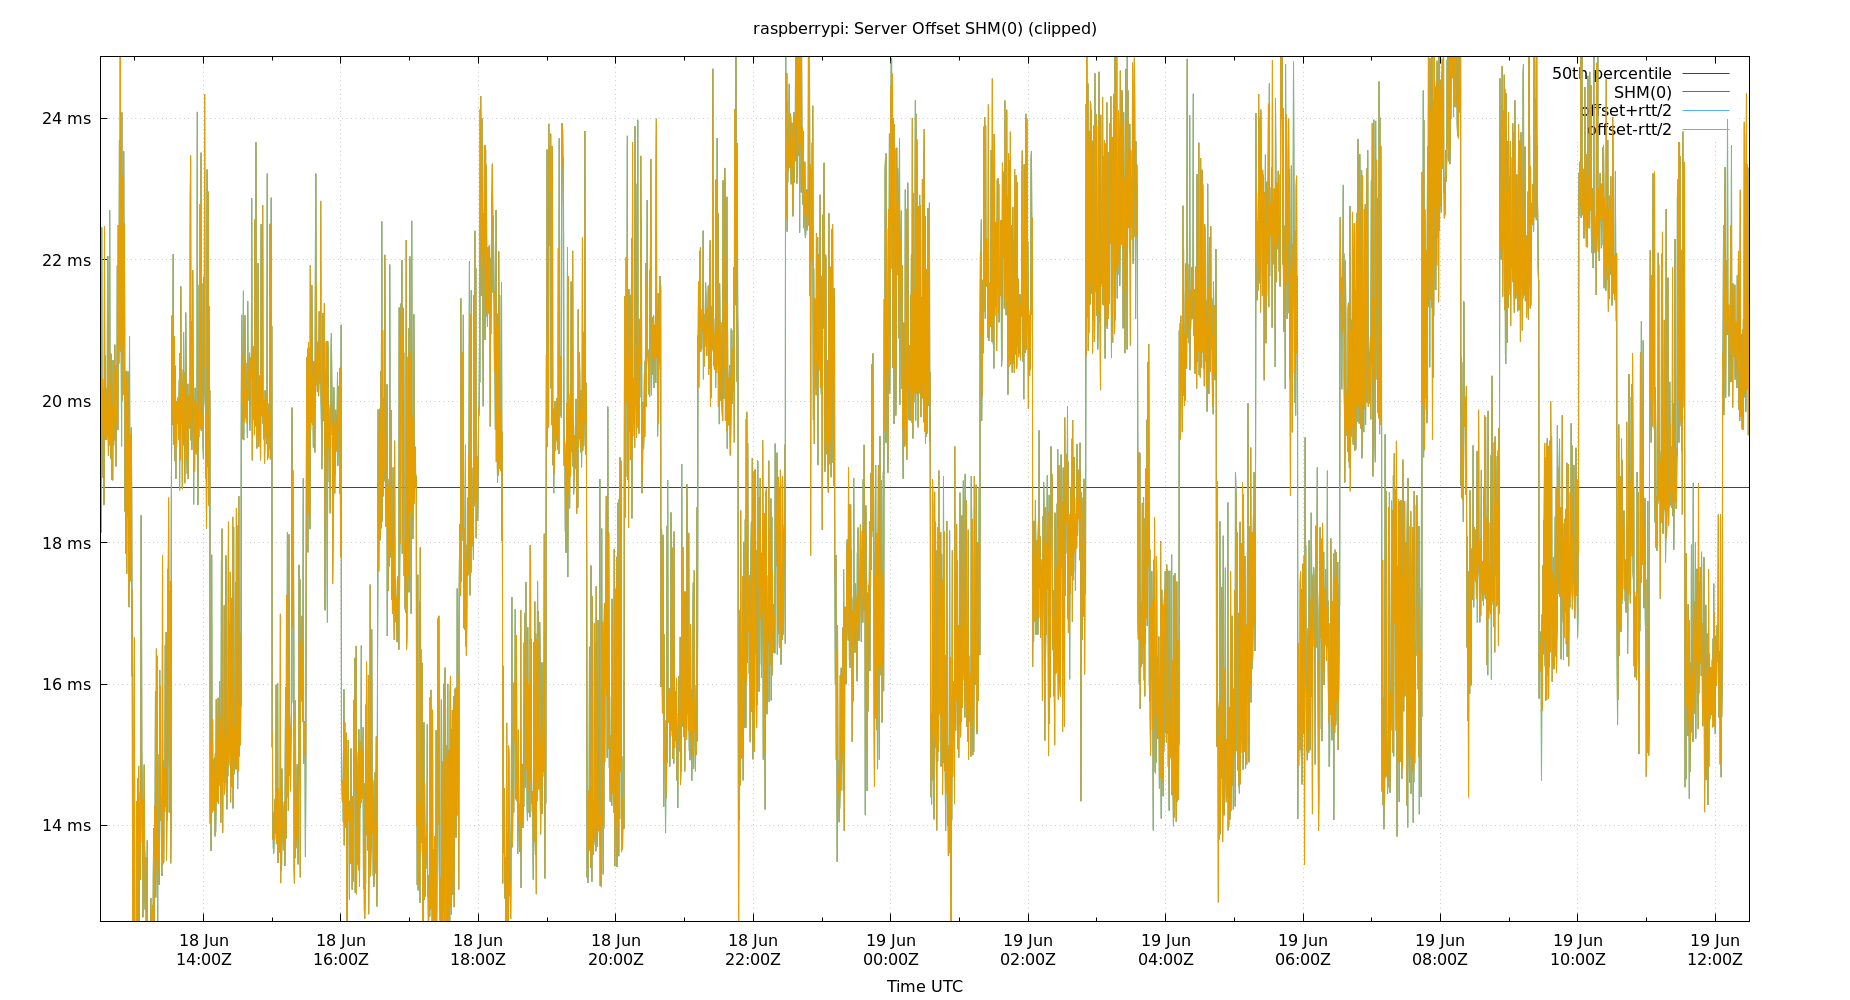 raspberrypi: Server Offset SHM(0) (clipped)
50th percentile
SHM(0)
offset+rtt/2
offset-rtt/2
24 ms
22 ms
20 ms
18 ms
16 ms
14 ms
18 Jun 18 Jun 18 Jun 18 Jun 18 Jun 19 Jun 19 Jun 19 Jun 19 Jun 19 Jun 19 Jun 19 Jun
14:00Z 16:00Z 18:00Z 20:00Z 22:00Z 00:00Z 02:00Z 04:00Z 06:00Z 08:00Z 10:00Z 12:00Z
Time UTC